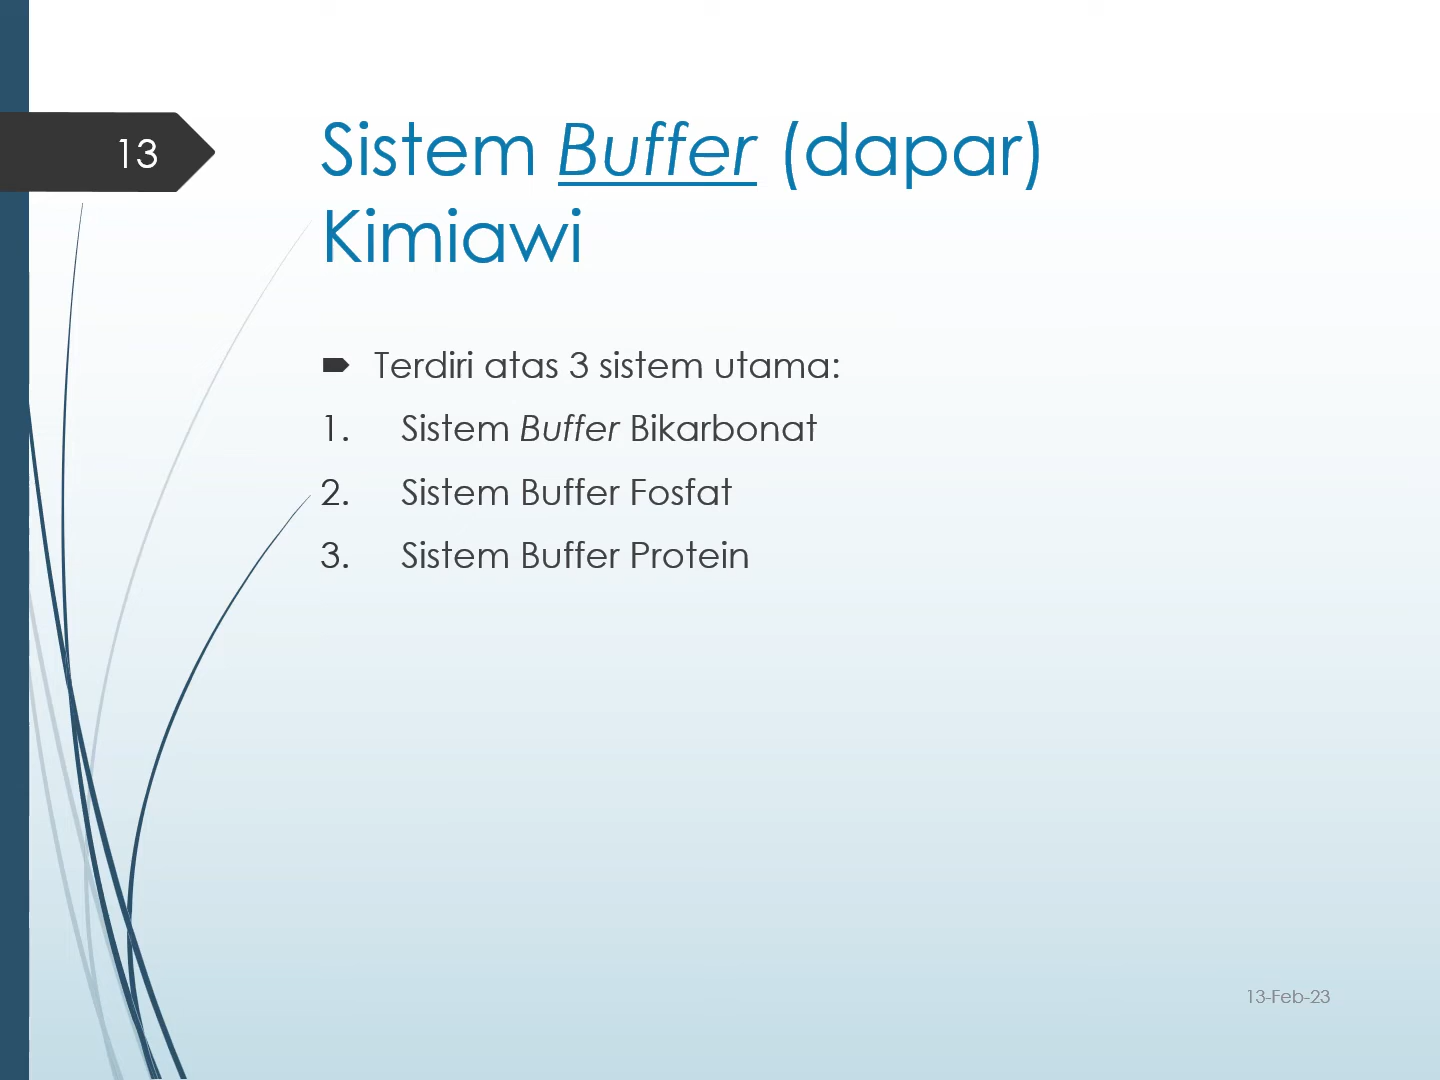 13
Sistem Buffer (dapar)
Kimiawi
Terdiri atas 3 sistem utama:
1. Sistem Buffer Bikarbonat
2. Sistem Buffer Fosfat
3. Sistem Buffer Protein
13-Feb-23